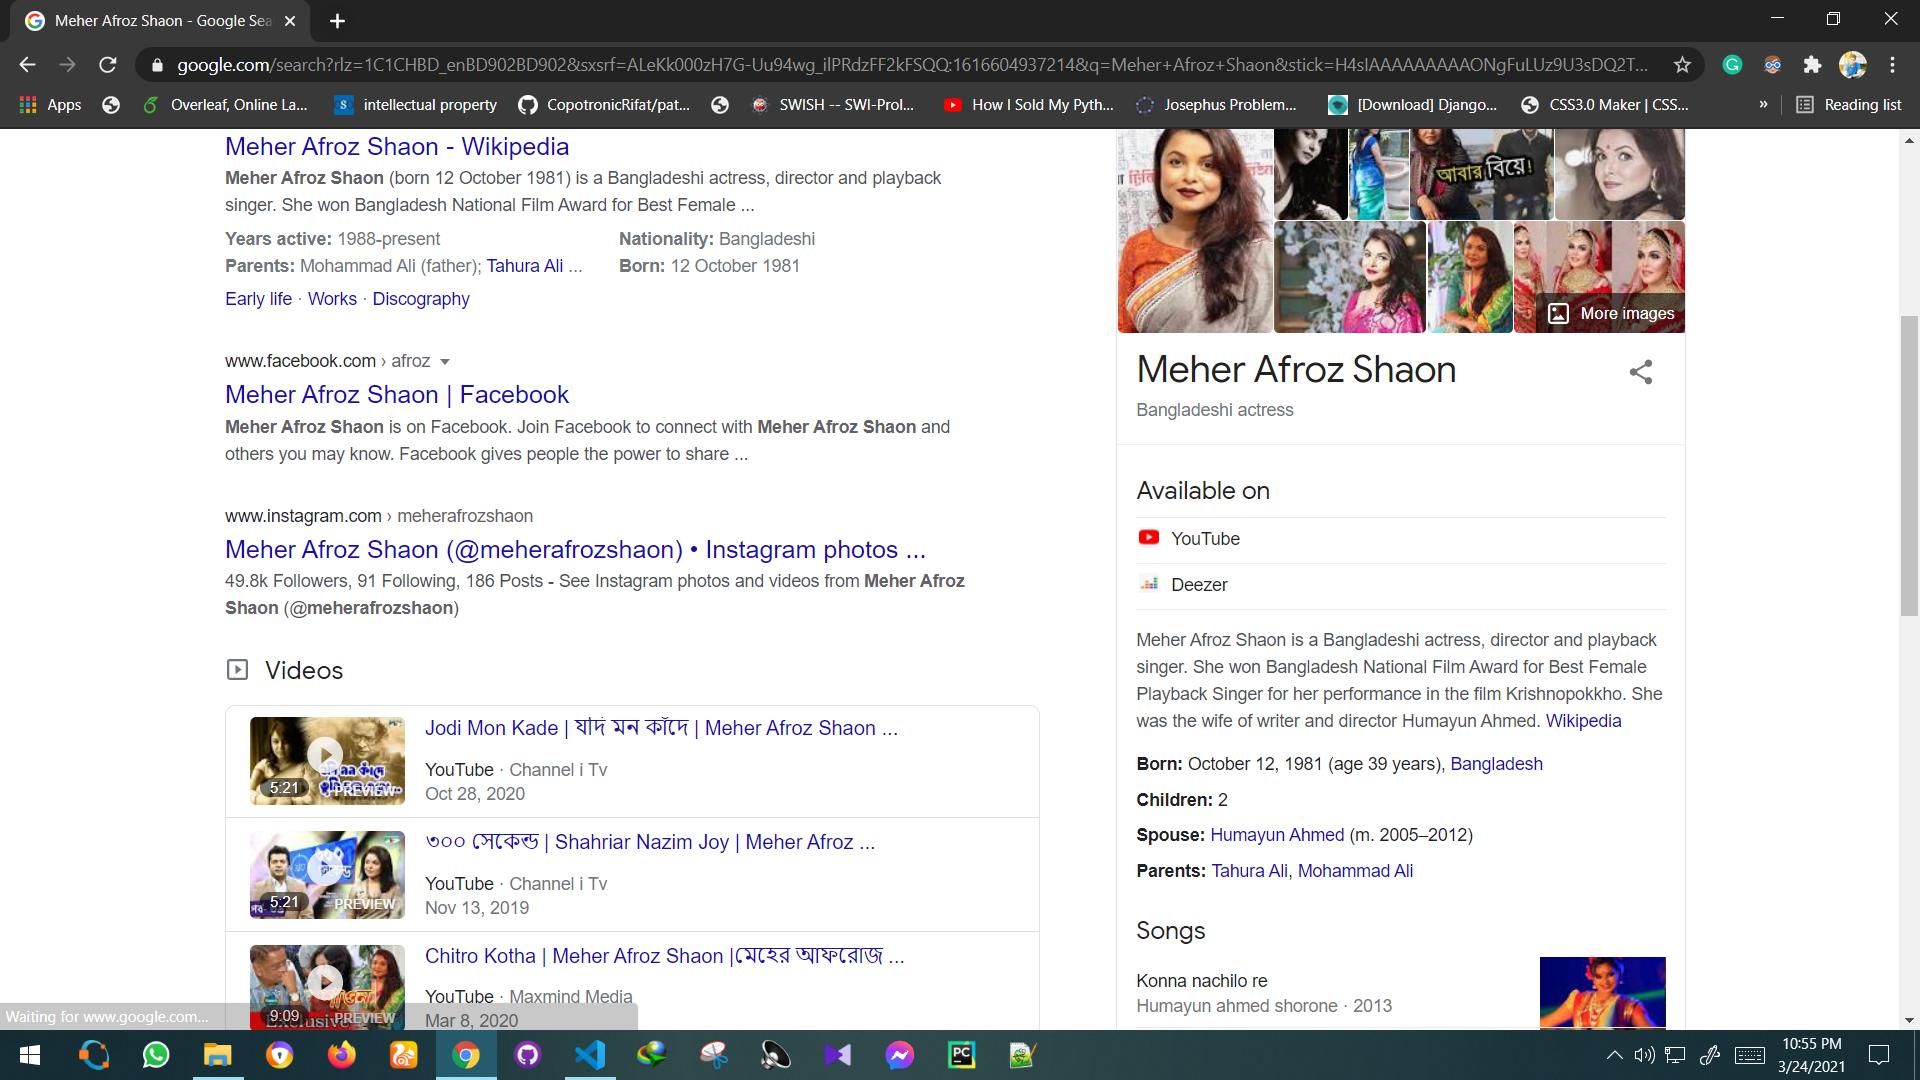 Meher Afroz Shaon - Google Sea
google.com/search?rlz=1C1CHBD_enBD902BD902&sxsrf=ALeKk000zH7G-Uu94wg_ilPRdzFF2kFSQQ:1616604937214&q=Meher+Afroz+Shaon&stick=H4sIAAAAAAAAAONgFuLUz9U3sDQ2T...
Apps
Overleaf, Online La...
intellectual property
CopotronicRifat/pat...
SWISH -- SWI-Prol...
How I Sold My Pyth...
Josephus Problem...
[Download] Django...
CSS3.0 Maker | CSS...
»
Reading list
Meher Afroz Shaon - Wikipedia
Meher Afroz Shaon (born 12 October 1981) is a Bangladeshi actress, director and playback
singer. She won Bangladesh National Film Award for Best Female ...
Years active: 1988-present
Nationality: Bangladeshi
Parents: Mohammad Ali (father); Tahura Ali ...
Born: 12 October 1981
Early life · Works · Discography
www.facebook.com › afroz
Meher Afroz Shaon | Facebook
Meher Afroz Shaon is on Facebook. Join Facebook to connect with Meher Afroz Shaon and
others you may know. Facebook gives people the power to share ...
www.instagram.com › meherafrozshaon
Meher Afroz Shaon (@meherafrozshaon) • Instagram photos ...
49.8k Followers, 91 Following, 186 Posts - See Instagram photos and videos from Meher Afroz
Shaon (@meherafrozshaon)
Videos
Jodi Mon Kade | যদি মন কাঁদে | Meher Afroz Shaon ...
YouTube · Channel i Tv
Oct 28, 2020
5:21
PREVIEW
৩০০ সেকেন্ড | Shahriar Nazim Joy | Meher Afroz ...
YouTube · Channel i Tv
Nov 13, 2019
5:21
PREVIEW
Chitro Kotha | Meher Afroz Shaon |মেহের আফরোজ ...
YouTube · Maxmind Media
Mar 8, 2020
9:09
PREVIEW
Exclusive
Waiting for www.google.com...
আবার বিয়ে!
More images
Meher Afroz Shaon
Bangladeshi actress
Available on
YouTube
Deezer
Meher Afroz Shaon is a Bangladeshi actress, director and playback
singer. She won Bangladesh National Film Award for Best Female
Playback Singer for her performance in the film Krishnopokkho. She
was the wife of writer and director Humayun Ahmed. Wikipedia
Born: October 12, 1981 (age 39 years), Bangladesh
Children: 2
Spouse: Humayun Ahmed (m. 2005–2012)
Parents: Tahura Ali, Mohammad Ali
Songs
Konna nachilo re
Humayun ahmed shorone · 2013
10:55 PM
3/24/2021